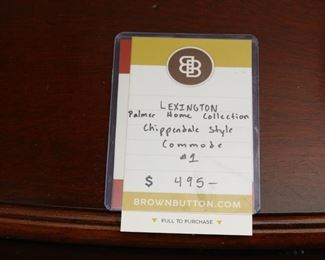 BB
LEXINGTON
Palmer Home Collection
Chippendale Style
Commode
#1
$ 495-
BROWNBUTTON.COM
PULL TO PURCHASE